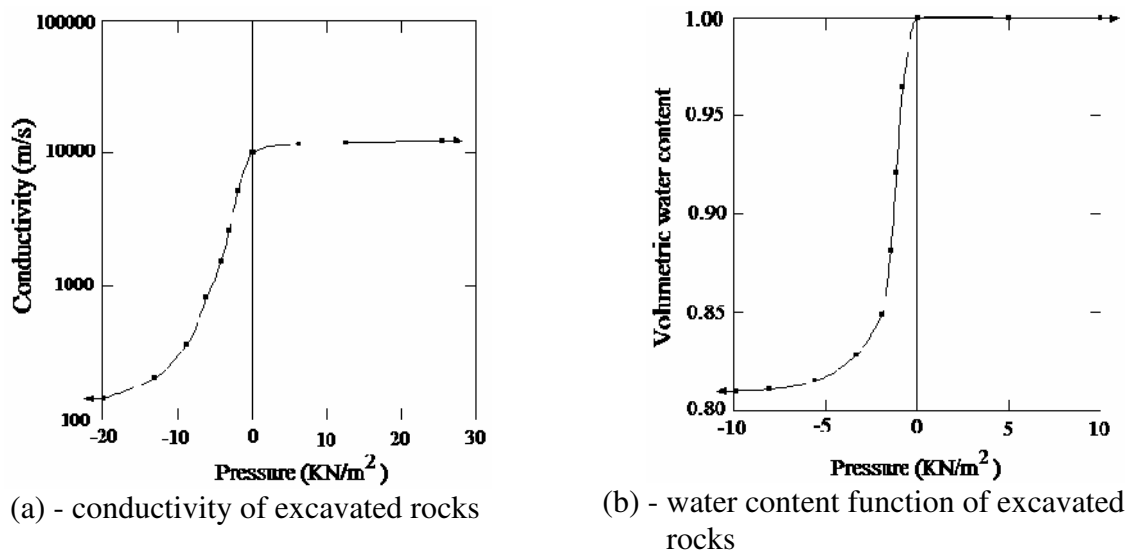 100000
10000
1000
100
Conductivity (m/s)
-20 -10 0 10 20 30
Pressure (KN/m²)
(a) - conductivity of excavated rocks
1.00
0.95
0.90
0.85
0.80
Volumetric water content
-10 -5 0 5 10
Pressure (KN/m²)
(b) - water content function of excavated
rocks